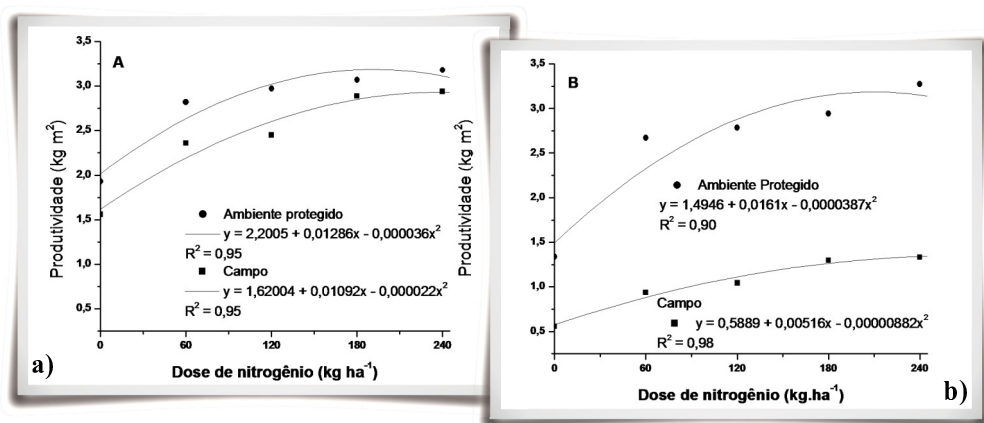 A
Produtividade (kg m²)
3,5
3,0
2,5
2,0
1,5
1,0
0,5
Ambiente protegido
y = 2,2005 + 0,01286x - 0,000036x²
R² = 0,95
Campo
y = 1,62004 + 0,01092x - 0,000022x²
R² = 0,95
0 60 120 180 240
Dose de nitrogênio (kg ha⁻¹)
a)
B
Produtividade (kg m²)
3,5
3,0
2,5
2,0
1,5
1,0
0,5
Ambiente Protegido
y = 1,4946 + 0,0161x - 0,0000387x²
R² = 0,90
Campo
y = 0,5889 + 0,00516x - 0,00000882x²
R² = 0,98
0 60 120 180 240
Dose de nitrogênio (kg.ha⁻¹)
b)